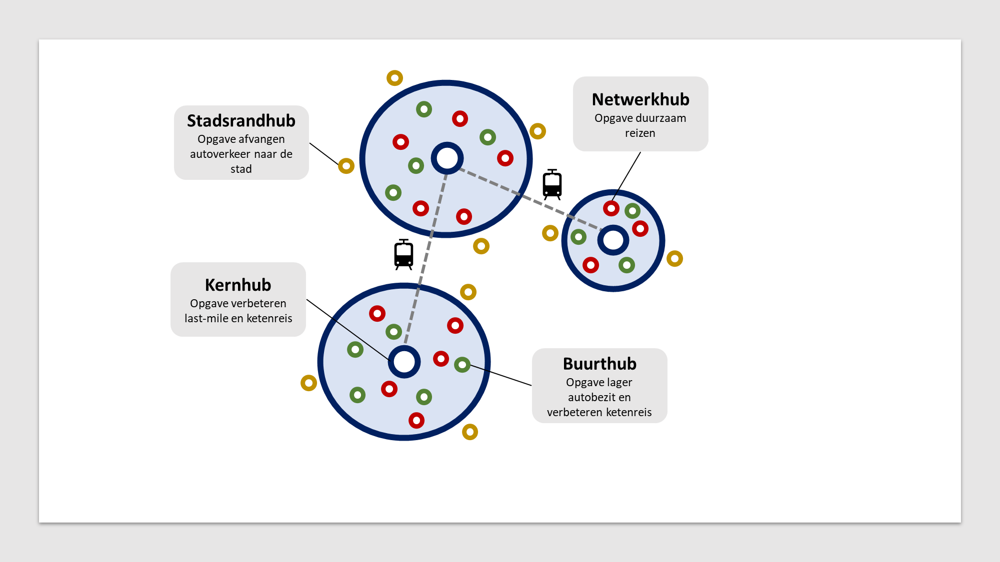 Stadsrandhub
Opgave afvangen
autoverkeer naar de
stad
Netwerkhub
Opgave duurzaam
reizen
Kernhub
Opgave verbeteren
last-mile en ketenreis
Buurthub
Opgave lager
autobezit en
verbeteren ketenreis